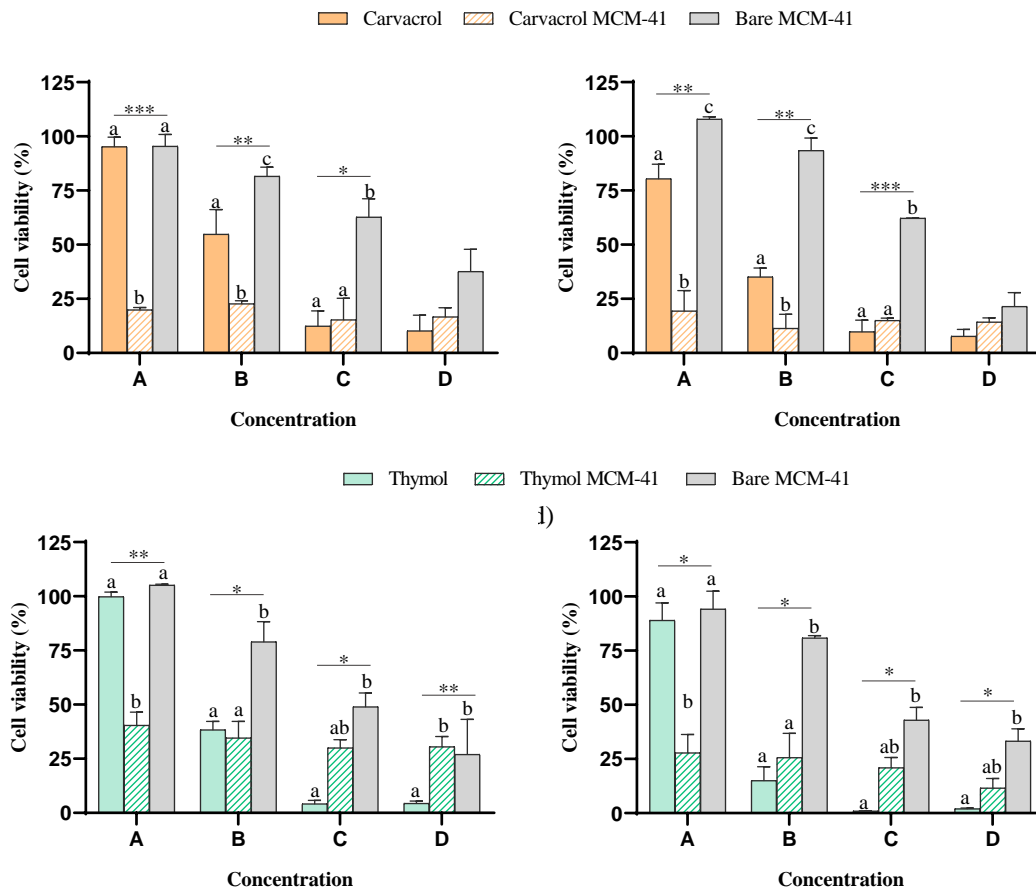 Carvacrol Carvacrol MCM-41 Bare MCM-41
125
100
75
50
25
0
Cell viability (%)
*** ** *
a b a
a b c
a a b
A B C D
Concentration
125
100
75
50
25
0
Cell viability (%)
** ** ***
a b c
a b c
a a b
A B C D
Concentration
Thymol Thymol MCM-41 Bare MCM-41
d)
125
100
75
50
25
0
Cell viability (%)
** * * **
a b a
a a b
a ab b
a b b
A B C D
Concentration
125
100
75
50
25
0
Cell viability (%)
* * * *
a b a
a a b
a ab b
a ab b
A B C D
Concentration